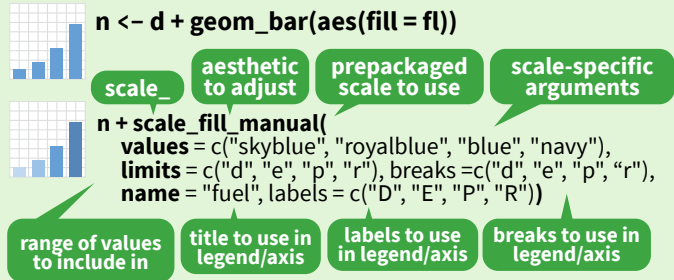 n <- d + geom_bar(aes(fill = fl))
scale_
aesthetic
to adjust
prepackaged
scale to use
scale-specific
arguments
n + scale_fill_manual(
values = c("skyblue", "royalblue", "blue", "navy"),
limits = c("d", "e", "p", "r"), breaks =c("d", "e", "p", “r"),
name = "fuel", labels = c("D", "E", "P", "R"))
range of values
to include in
title to use in
legend/axis
labels to use
in legend/axis
breaks to use in
legend/axis